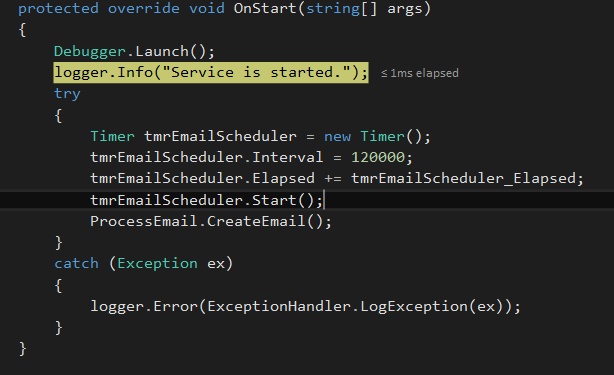 protected override void OnStart(string[] args)
{
Debugger.Launch();
logger.Info("Service is started."); ≤ 1ms elapsed
try
{
Timer tmrEmailScheduler = new Timer();
tmrEmailScheduler.Interval = 120000;
tmrEmailScheduler.Elapsed += tmrEmailScheduler_Elapsed;
tmrEmailScheduler.Start();
ProcessEmail.CreateEmail();
}
catch (Exception ex)
{
logger.Error(ExceptionHandler.LogException(ex));
}
}